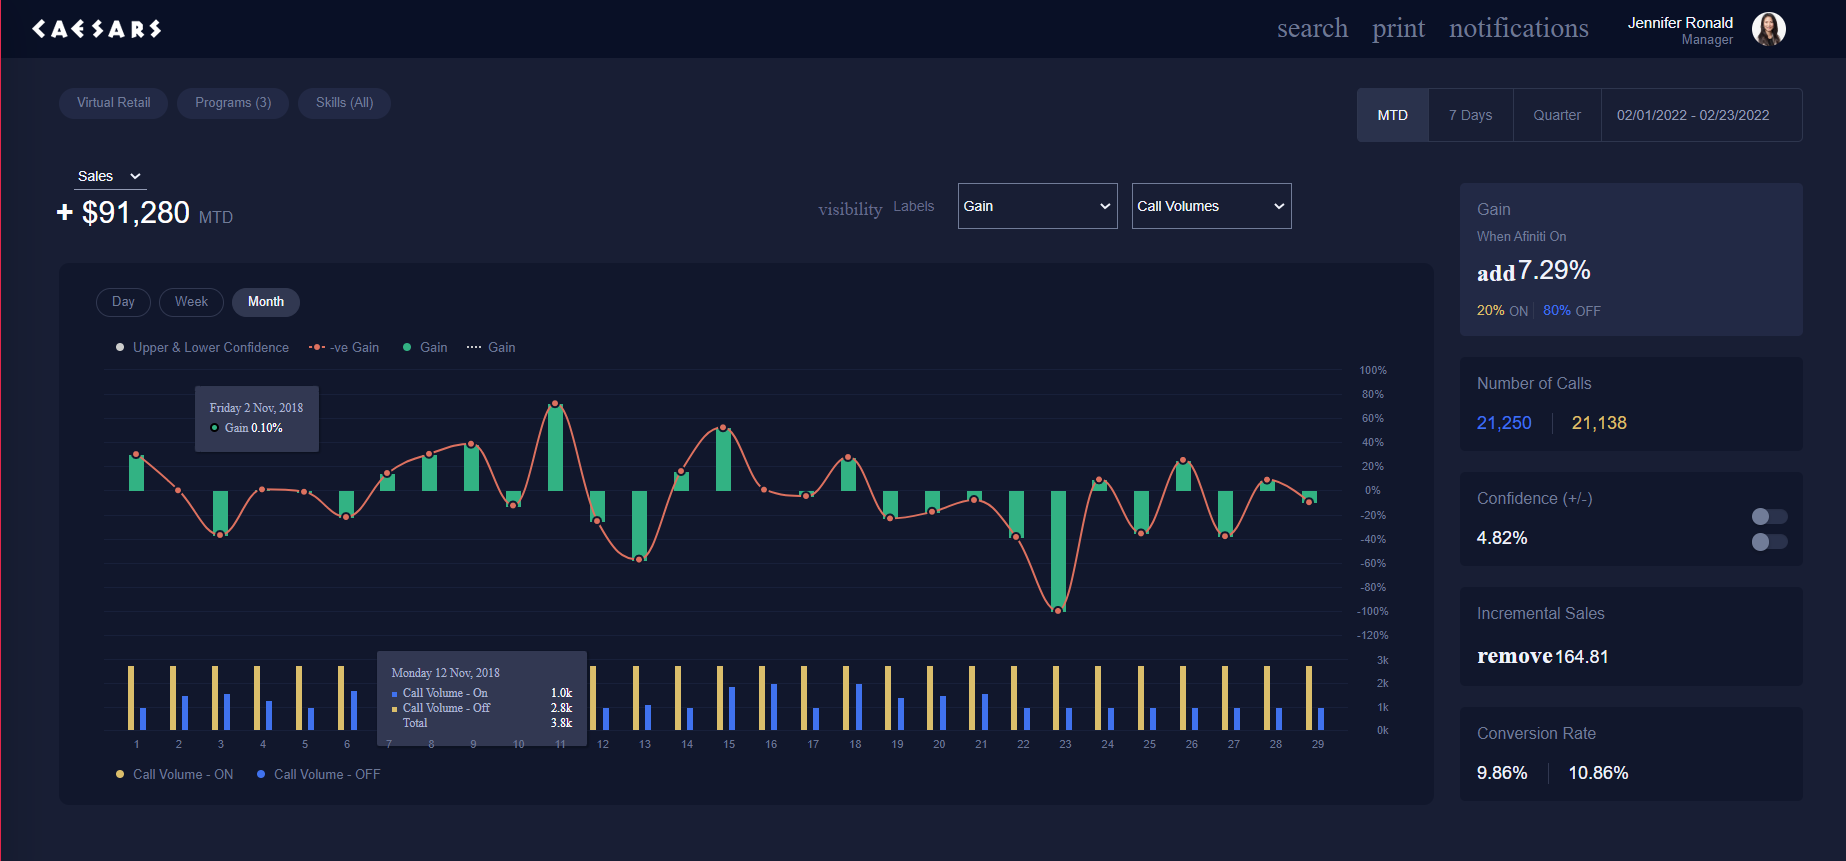 CAESARS
search print notifications
Jennifer Ronald
Manager
Virtual Retail Programs (3) Skills (All)
MTD 7 Days Quarter 02/01/2022 - 02/23/2022
Sales
+ $91,280 MTD
visibility Labels Gain Call Volumes
Day Week Month
Upper & Lower Confidence -ve Gain Gain Gain
100%
80%
60%
40%
20%
0%
-20%
-40%
-60%
-80%
-100%
-120%
Friday 2 Nov, 2018
Gain 0.10%
3k
2k
1k
0k
Monday 12 Nov, 2018
Call Volume - On 1.0k
Call Volume - Off 2.8k
Total 3.8k
1 2 3 4 5 6 7 8 9 10 11 12 13 14 15 16 17 18 19 20 21 22 23 24 25 26 27 28 29
Call Volume - ON Call Volume - OFF
Gain
When Afiniti On
add 7.29%
20% ON 80% OFF
Number of Calls
21,250 21,138
Confidence (+/-)
4.82%
Incremental Sales
remove 164.81
Conversion Rate
9.86% 10.86%